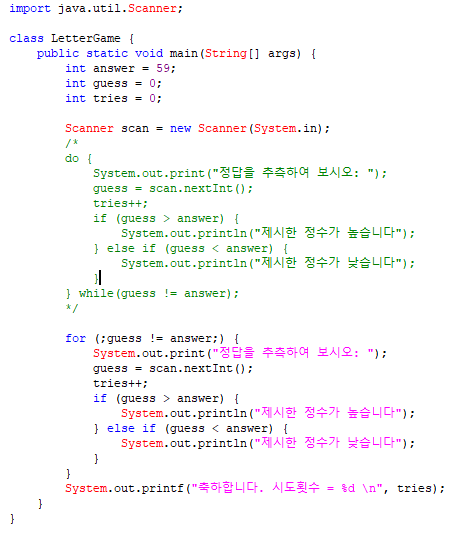 import java.util.Scanner;

class LetterGame {
    public static void main(String[] args) {
        int answer = 59;
        int guess = 0;
        int tries = 0;

        Scanner scan = new Scanner(System.in);
        /*
        do {
            System.out.print("정답을 추측하여 보시오: ");
            guess = scan.nextInt();
            tries++;
            if (guess > answer) {
                System.out.println("제시한 정수가 높습니다");
            } else if (guess < answer) {
                System.out.println("제시한 정수가 낮습니다");
            }
        } while(guess != answer);
        */

        for (;guess != answer;) {
            System.out.print("정답을 추측하여 보시오: ");
            guess = scan.nextInt();
            tries++;
            if (guess > answer) {
                System.out.println("제시한 정수가 높습니다");
            } else if (guess < answer) {
                System.out.println("제시한 정수가 낮습니다");
            }
        }
        System.out.printf("축하합니다. 시도횟수 = %d \n", tries);
    }
}